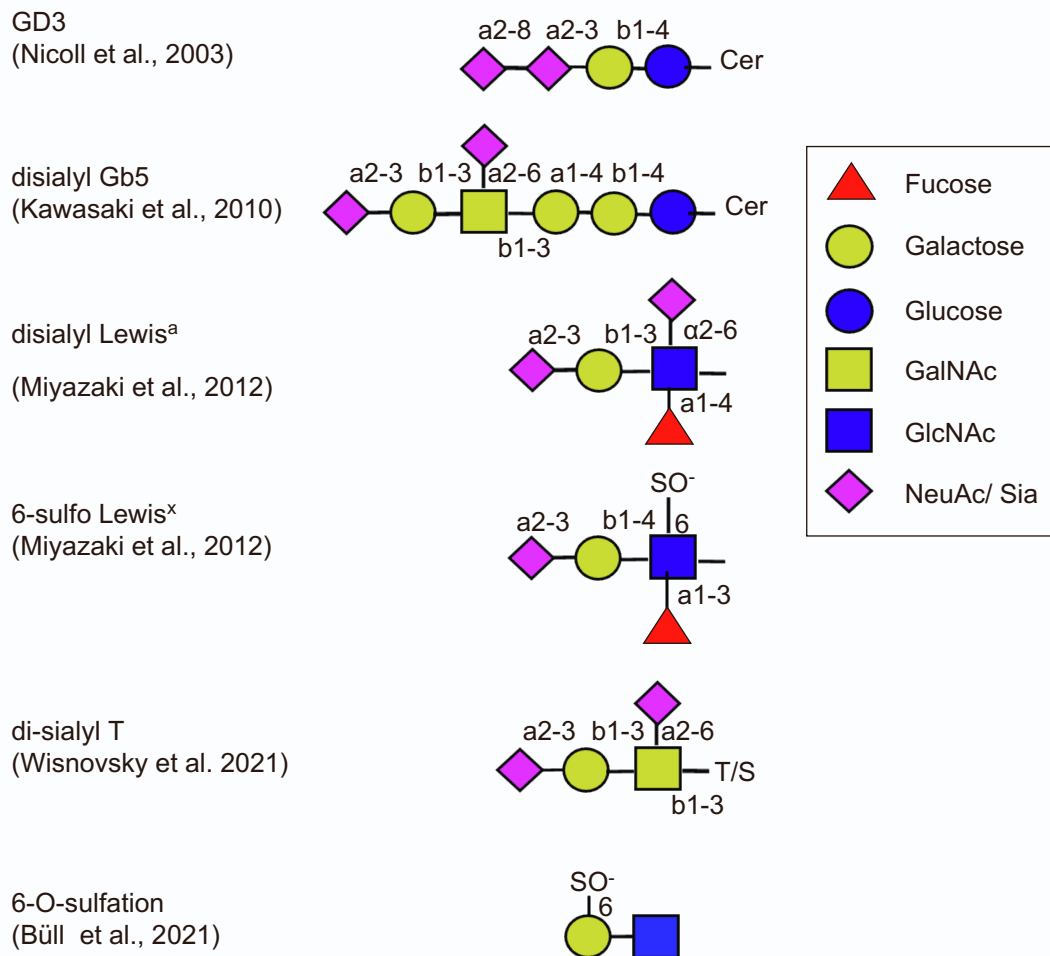 GD3
(Nicoll et al., 2003)
a2-8 a2-3 b1-4
Cer
disialyl Gb5
(Kawasaki et al., 2010)
a2-3 b1-3 a2-6 a1-4 b1-4
Cer
b1-3
disialyl Lewisᵃ
(Miyazaki et al., 2012)
a2-3 b1-3 α2-6
a1-4
6-sulfo Lewisˣ
(Miyazaki et al., 2012)
SO⁻
a2-3 b1-4 6
a1-3
di-sialyl T
(Wisnovsky et al. 2021)
a2-3 b1-3 a2-6
T/S
b1-3
6-O-sulfation
(Büll et al., 2021)
SO⁻
6
Fucose
Galactose
Glucose
GalNAc
GlcNAc
NeuAc/ Sia